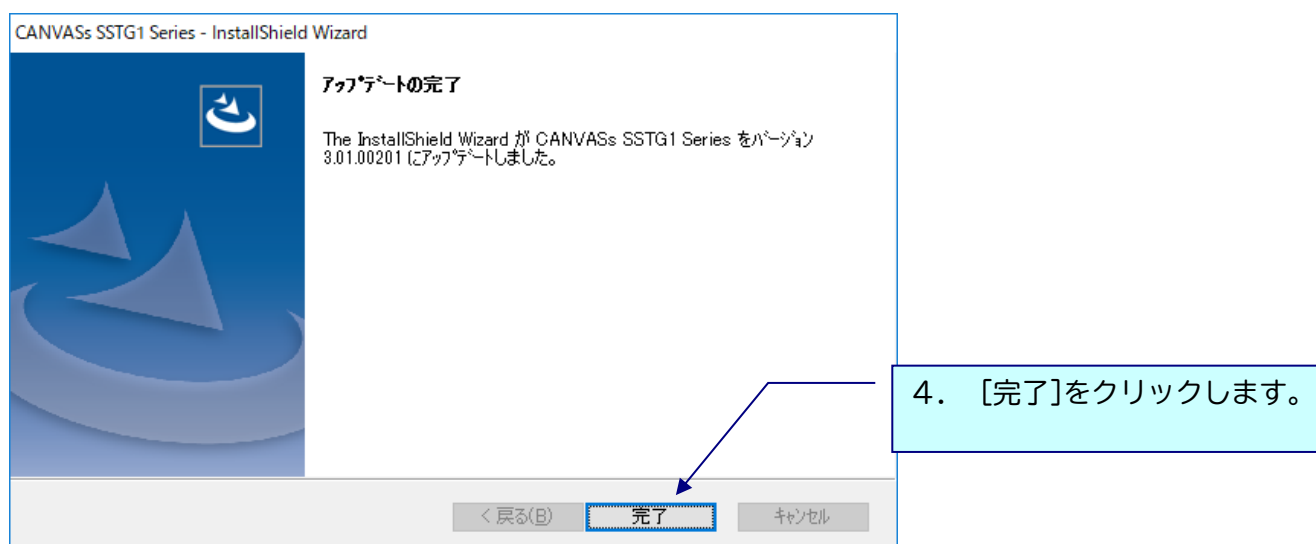 CANVASs SSTG1 Series - InstallShield Wizard
ｱｯﾌﾟﾃﾞｰﾄの完了
The InstallShield Wizard が CANVASs SSTG1 Series をﾊﾞｰｼﾞｮﾝ
3.01.00201 にｱｯﾌﾟﾃﾞｰﾄしました。
４． [完了]をクリックします。
< 戻る(B)
完了
ｷｬﾝｾﾙ